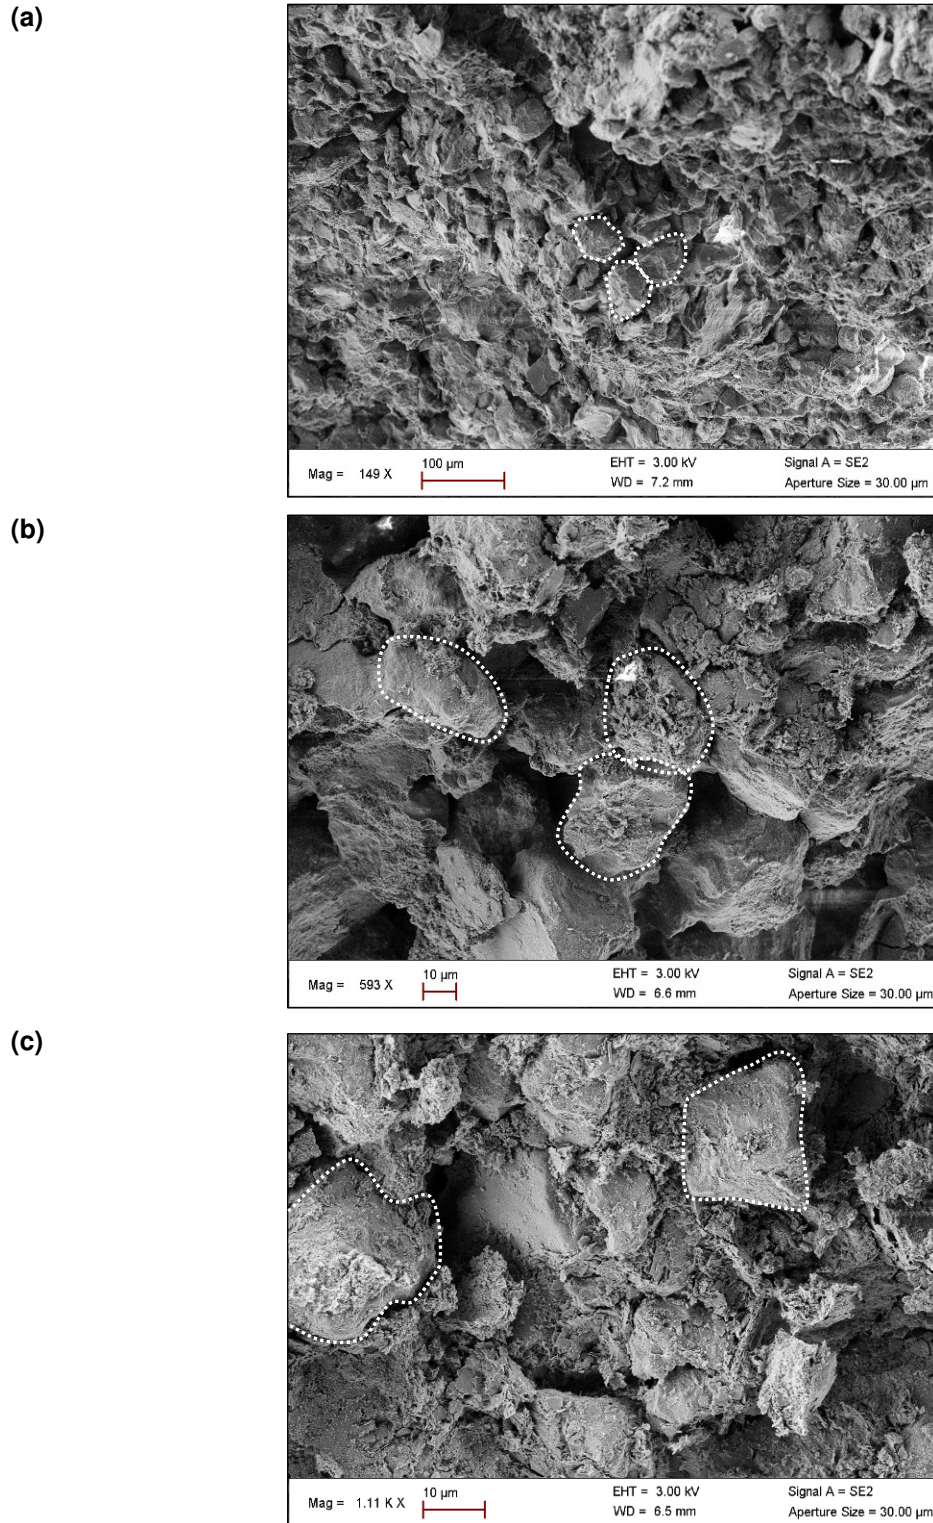 (a)
Mag = 149 X
100 µm
EHT = 3.00 kV
WD = 7.2 mm
Signal A = SE2
Aperture Size = 30.00 µm
(b)
Mag = 593 X
10 µm
EHT = 3.00 kV
WD = 6.6 mm
Signal A = SE2
Aperture Size = 30.00 µm
(c)
Mag = 1.11 K X
10 µm
EHT = 3.00 kV
WD = 6.5 mm
Signal A = SE2
Aperture Size = 30.00 µm